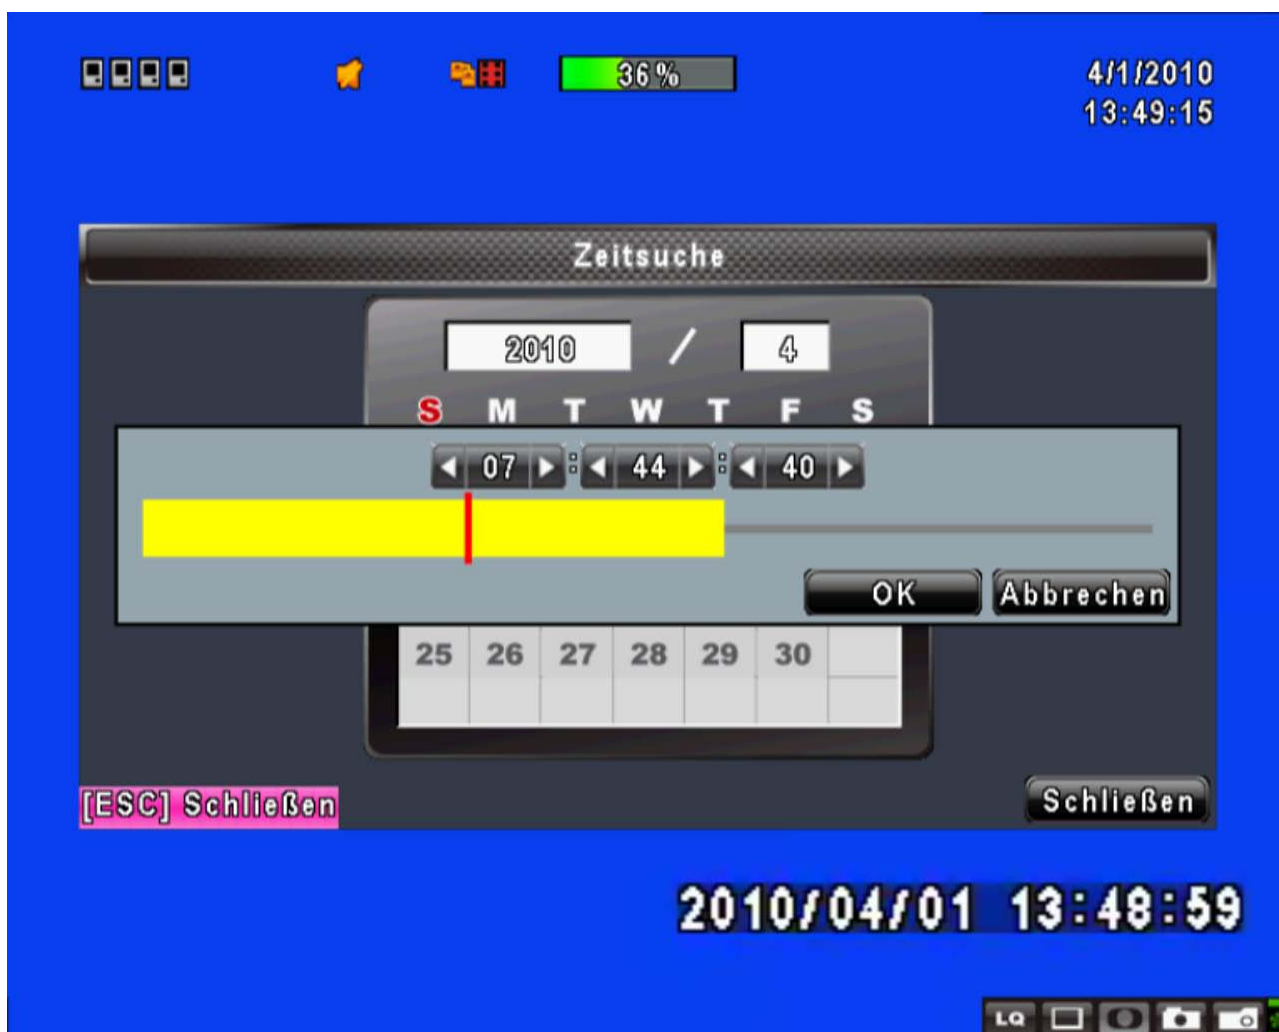 36%
4/1/2010
13:49:15
Zeitsuche
2010 / 4
S M T W T F S
07 : 44 : 40
OK Abbrechen
25 26 27 28 29 30
[ESC] Schließen
Schließen
2010/04/01 13:48:59
LQ